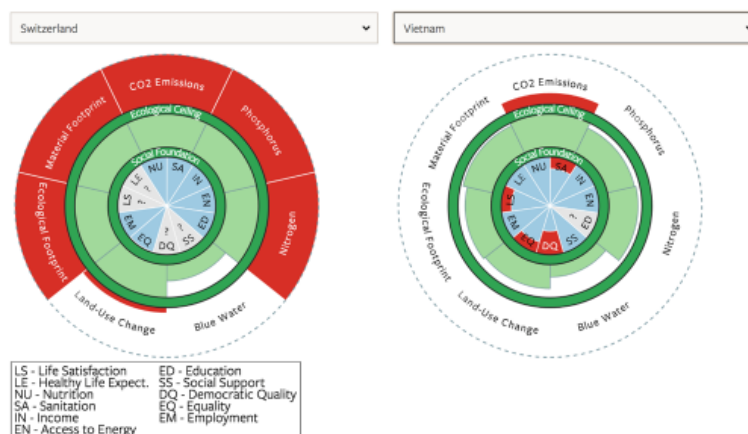 Switzerland
Vietnam
CO2 Emissions
Phosphorus
Nitrogen
Blue Water
Land-Use Change
Ecological Footprint
Material Footprint
Ecological Ceiling
Social Foundation
NU
SA
IN
EN
ED
?
SS
?
DQ
?
EQ
EM
LS
?
LE
?
CO2 Emissions
Phosphorus
Nitrogen
Blue Water
Land-Use Change
Ecological Footprint
Material Footprint
Ecological Ceiling
Social Foundation
NU
SA
IN
EN
ED
?
SS
DQ
EQ
EM
LS
LE
LS - Life Satisfaction
LE - Healthy Life Expect.
NU - Nutrition
SA - Sanitation
IN - Income
EN - Access to Energy
ED - Education
SS - Social Support
DQ - Democratic Quality
EQ - Equality
EM - Employment